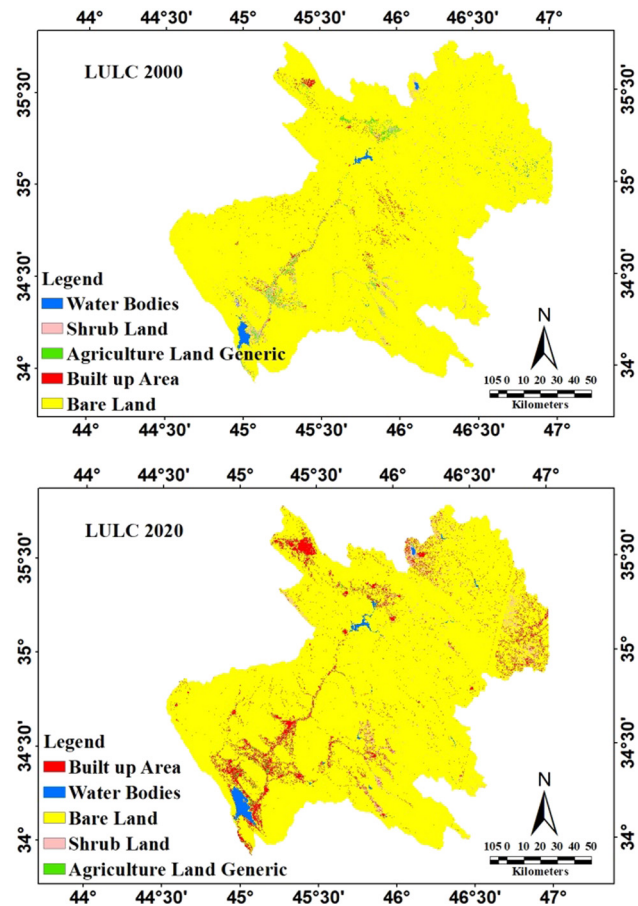 44° 44°30' 45° 45°30' 46° 46°30' 47°
LULC 2000
35°30'
35°30'
35°
35°
34°30'
34°30'
34°
34°
Legend
Water Bodies
Shrub Land
Agriculture Land Generic
Built up Area
Bare Land
N
105 0 10 20 30 40 50
Kilometers
44° 44°30' 45° 45°30' 46° 46°30' 47°
44° 44°30' 45° 45°30' 46° 46°30' 47°
LULC 2020
35°30'
35°30'
35°
35°
34°30'
34°30'
34°
34°
Legend
Built up Area
Water Bodies
Bare Land
Shrub Land
Agriculture Land Generic
N
105 0 10 20 30 40 50
Kilometers
44° 44°30' 45° 45°30' 46° 46°30' 47°